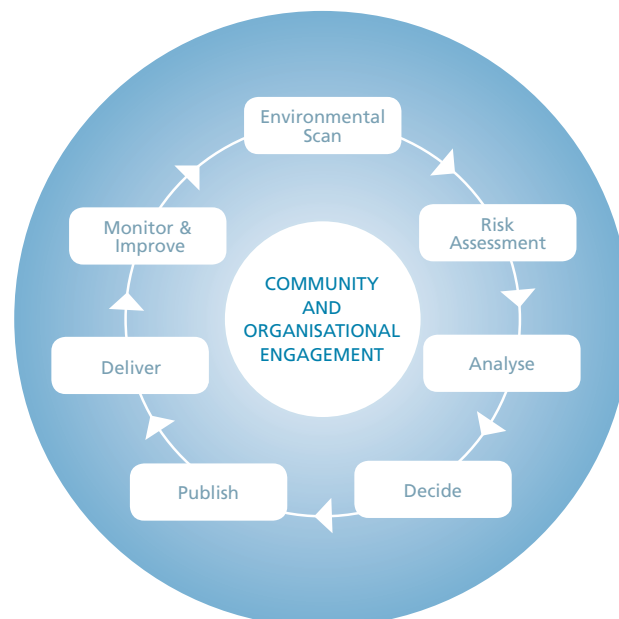 Environmental
Scan
Risk
Assessment
Analyse
Decide
Publish
Deliver
Monitor &
Improve
COMMUNITY
AND
ORGANISATIONAL
ENGAGEMENT